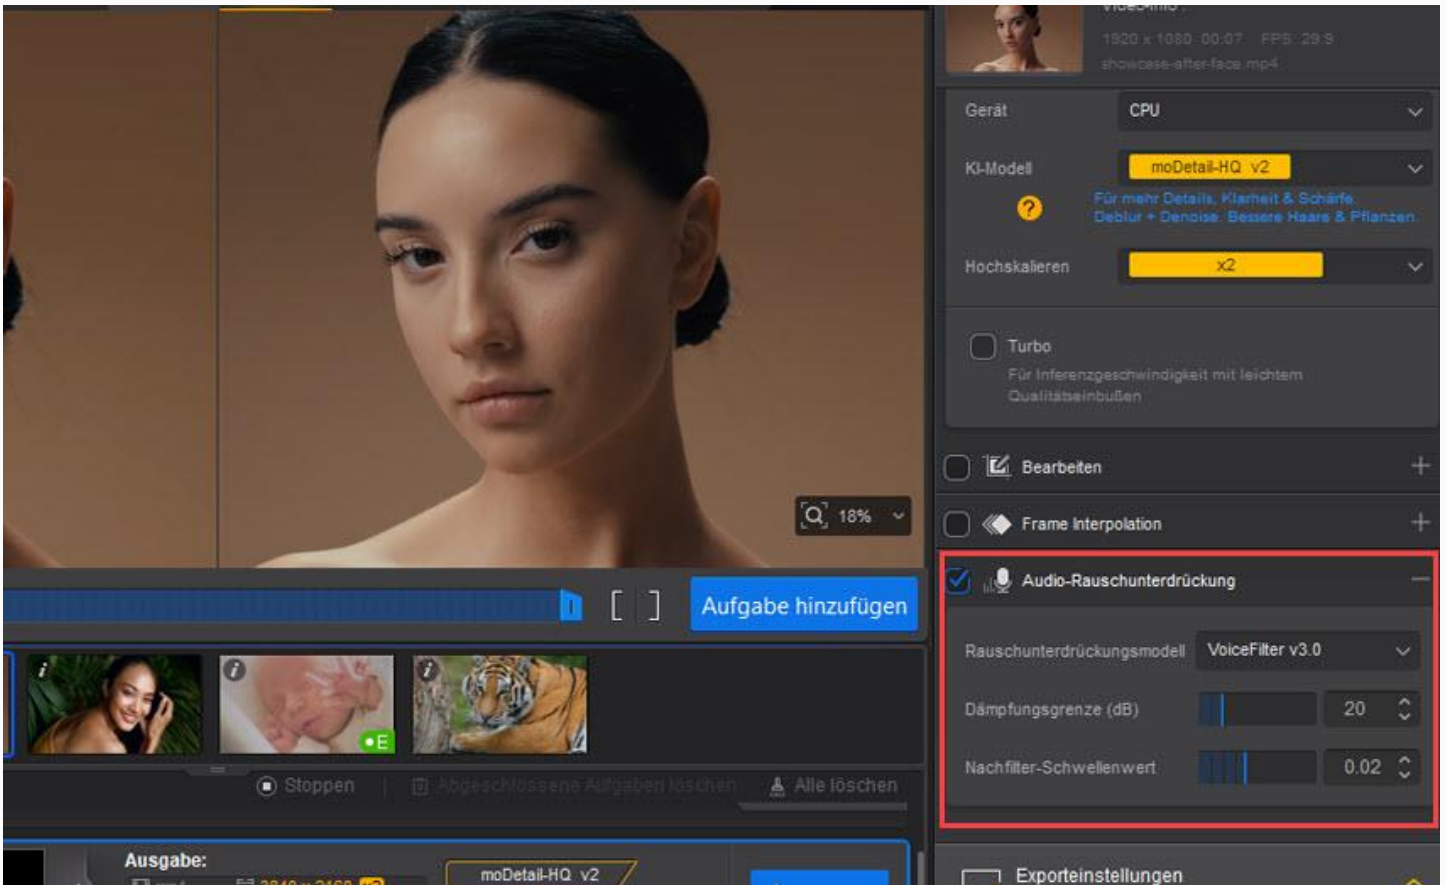 1920 x 1080 00:07 FPS: 29.9
showcase-after-face.mp4
Gerät CPU
KI-Modell moDetail-HQ v2
?
Für mehr Details, Klarheit & Schärfe.
Deblur + Denoise. Bessere Haare & Pflanzen.
Hochskalieren x2
Turbo
Für Inferenzgeschwindigkeit mit leichtem
Qualitätseinbußen
Bearbeiten
18%
Frame Interpolation
Audio-Rauschunterdrückung
Aufgabe hinzufügen
Rauschunterdrückungsmodell VoiceFilter v3.0
Dämpfungsgrenze (dB) 20
Nachfilter-Schwellenwert 0.02
i i i
E
Stoppen Abgeschlossene Aufgaben löschen Alle löschen
Ausgabe:
moDetail-HQ v2
Exporteinstellungen